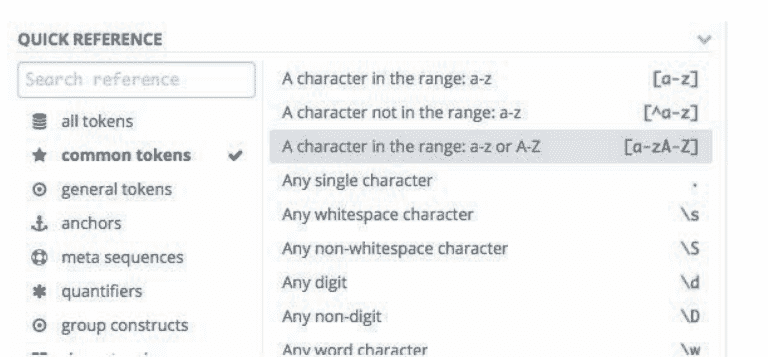 QUICK REFERENCE
Search reference
all tokens
common tokens
general tokens
anchors
meta sequences
quantifiers
group constructs
A character in the range: a-z [a-z]
A character not in the range: a-z [^a-z]
A character in the range: a-z or A-Z [a-zA-Z]
Any single character .
Any whitespace character \s
Any non-whitespace character \S
Any digit \d
Any non-digit \D
Any word character \w